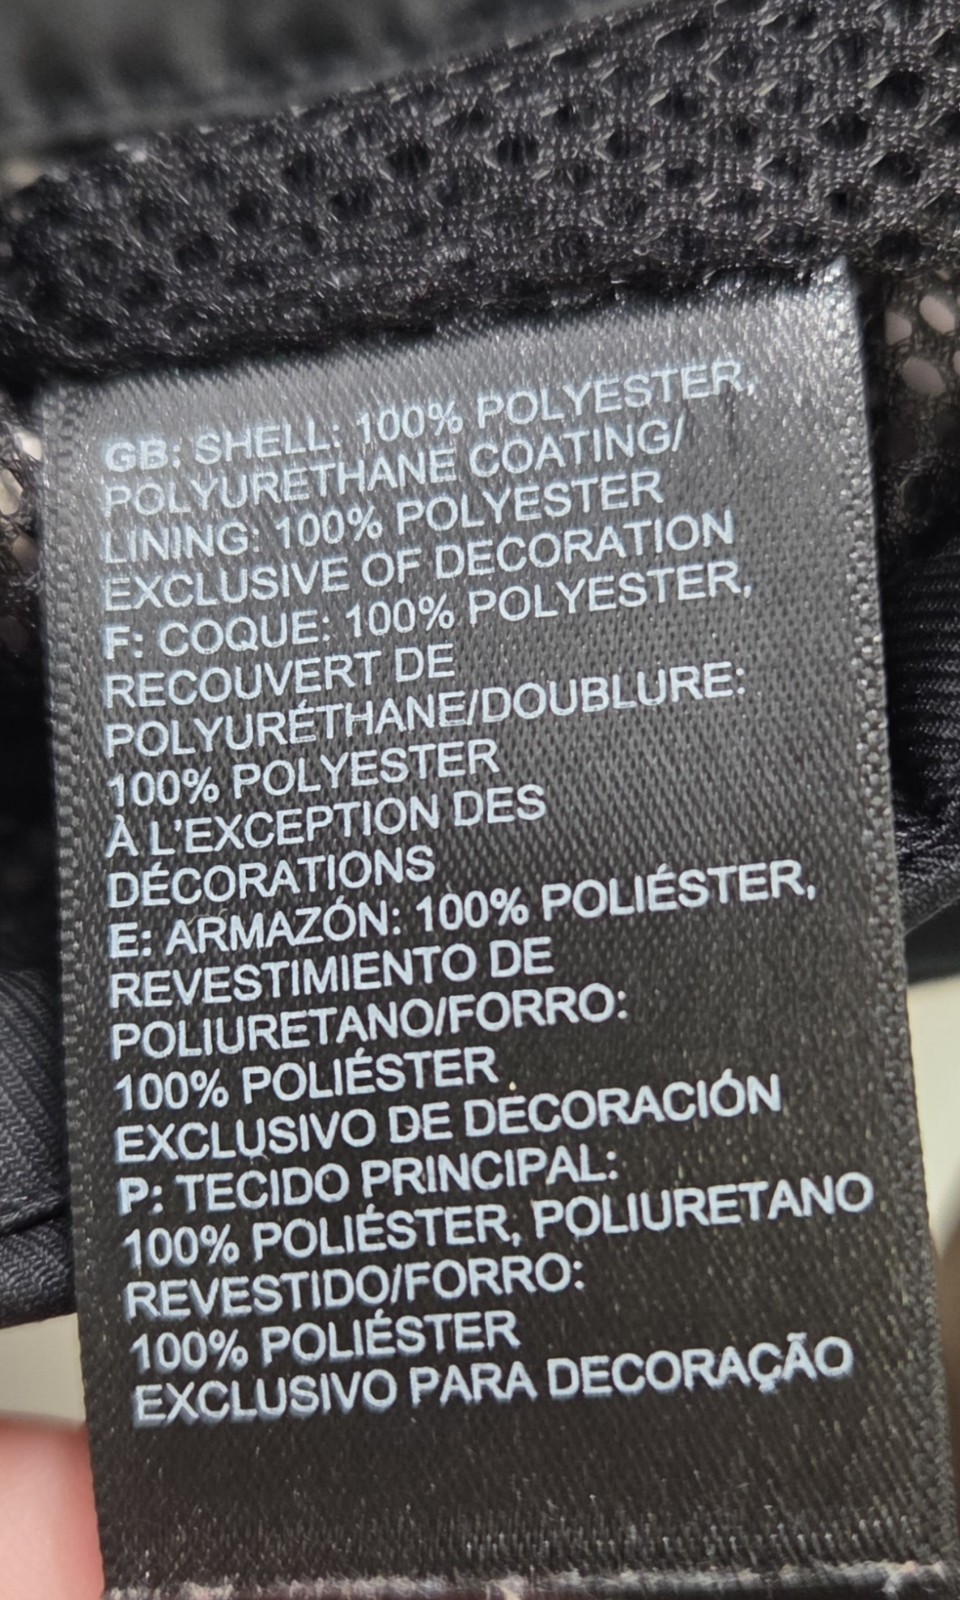 GB: SHELL: 100% POLYESTER,
POLYURETHANE COATING/
LINING: 100% POLYESTER
EXCLUSIVE OF DECORATION
F: COQUE: 100% POLYESTER,
RECOUVERT DE
POLYURÉTHANE/DOUBLURE:
100% POLYESTER
À L'EXCEPTION DES
DÉCORATIONS
E: ARMAZÓN: 100% POLIÉSTER,
REVESTIMIENTO DE
POLIURETANO/FORRO:
100% POLIÉSTER
EXCLUSIVO DE DECORACIÓN
P: TECIDO PRINCIPAL:
100% POLIÉSTER, POLIURETANO
REVESTIDO/FORRO:
100% POLIÉSTER
EXCLUSIVO PARA DECORAÇÃO